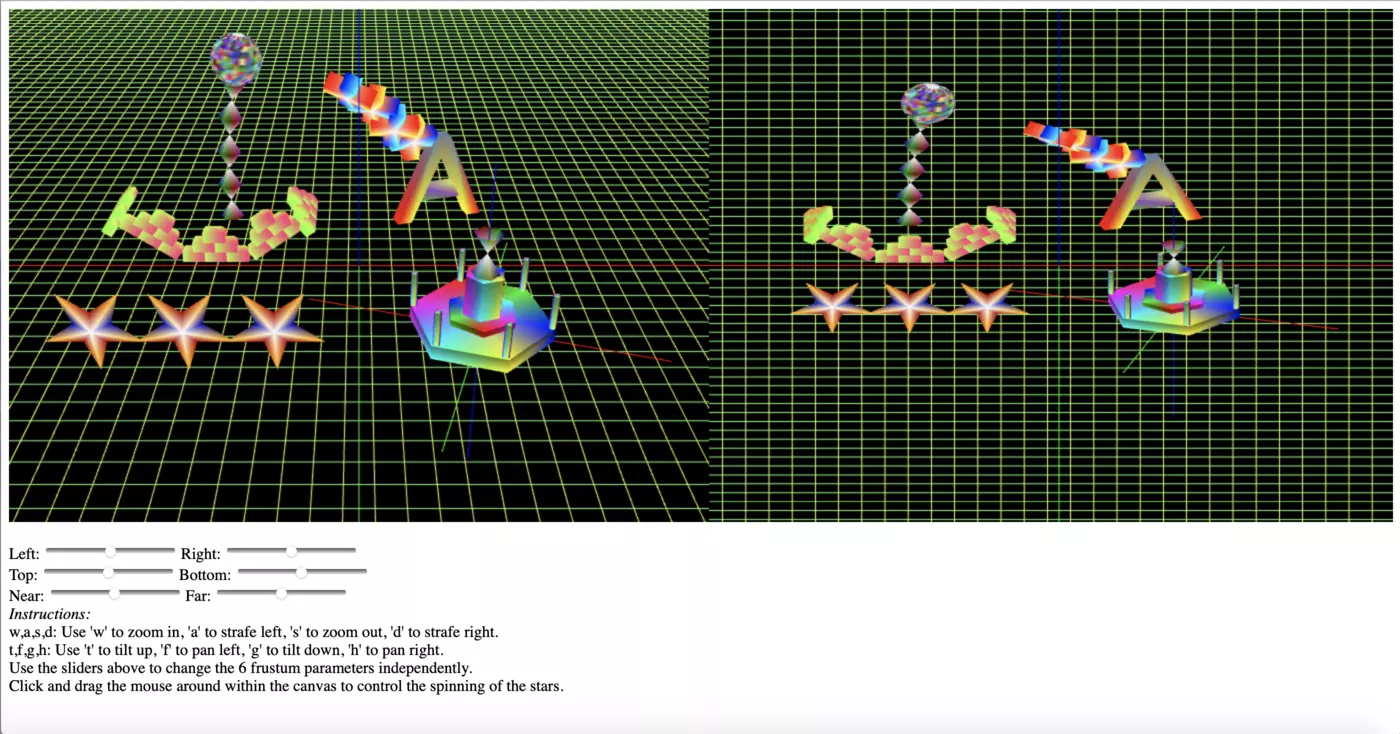 Left: Right:
Top: Bottom:
Near: Far:
Instructions:
w,a,s,d: Use 'w' to zoom in, 'a' to strafe left, 's' to zoom out, 'd' to strafe right.
t,f,g,h: Use 't' to tilt up, 'f' to pan left, 'g' to tilt down, 'h' to pan right.
Use the sliders above to change the 6 frustum parameters independently.
Click and drag the mouse around within the canvas to control the spinning of the stars.